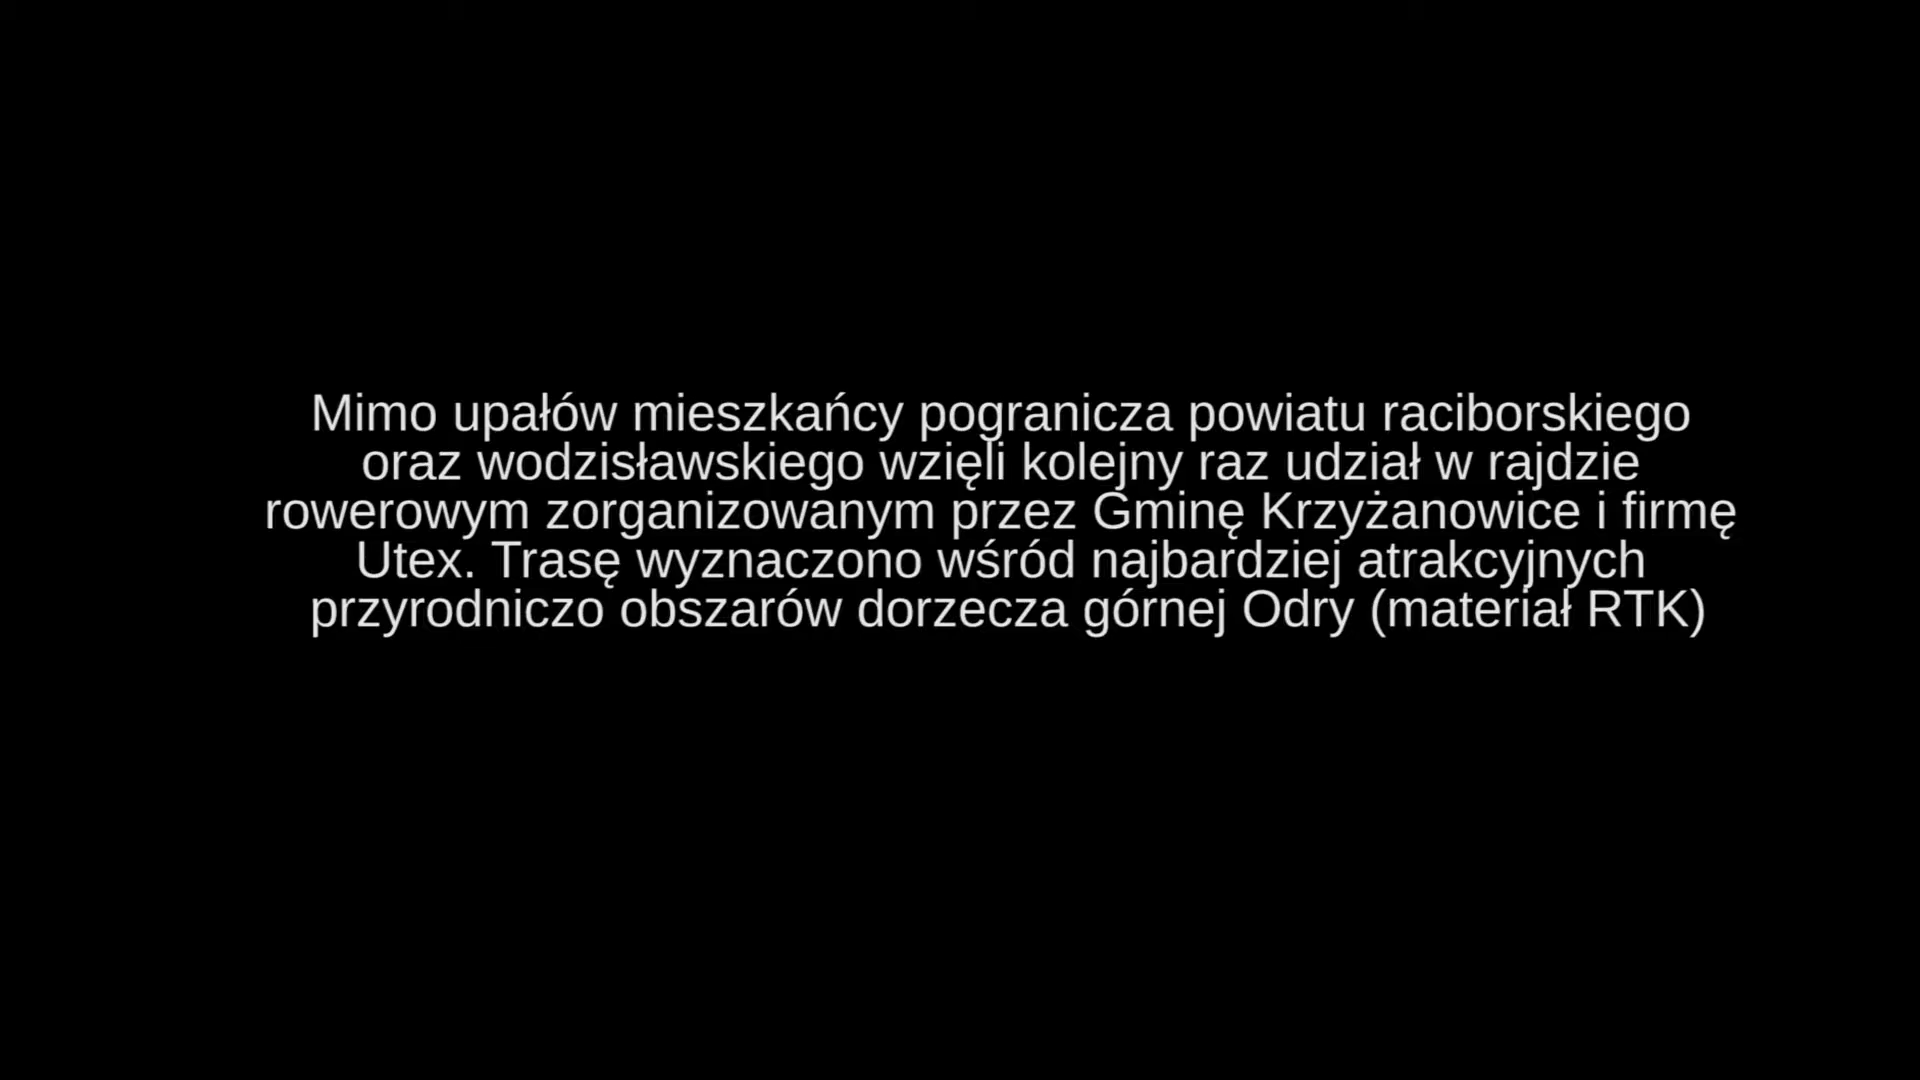 Mimo upałów mieszkańcy pogranicza powiatu raciborskiego
oraz wodzisławskiego wzięli kolejny raz udział w rajdzie
rowerowym zorganizowanym przez Gminę Krzyżanowice i firmę
Utex. Trasę wyznaczono wśród najbardziej atrakcyjnych
przyrodniczo obszarów dorzecza górnej Odry (materiał RTK)